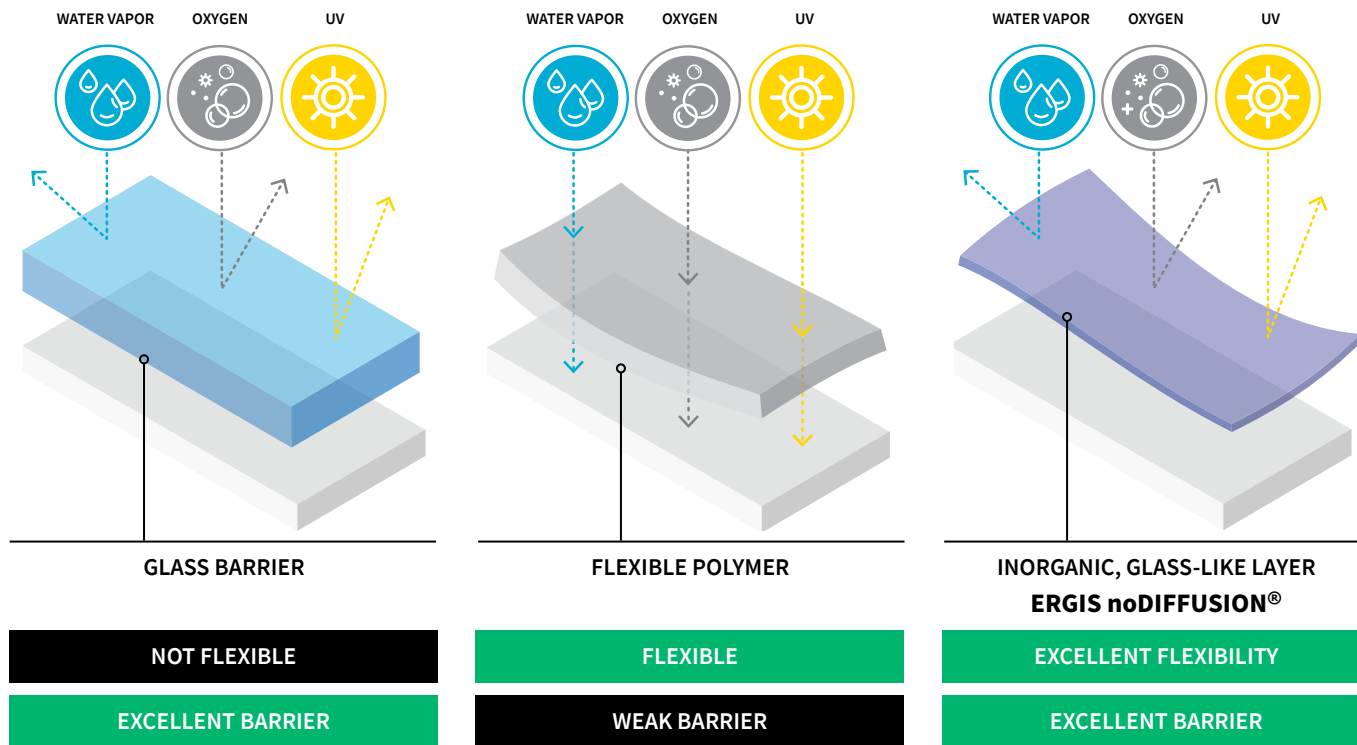 WATER VAPOR
OXYGEN
UV
WATER VAPOR
OXYGEN
UV
WATER VAPOR
OXYGEN
UV
GLASS BARRIER
NOT FLEXIBLE
EXCELLENT BARRIER
FLEXIBLE POLYMER
FLEXIBLE
WEAK BARRIER
INORGANIC, GLASS-LIKE LAYER
ERGIS noDIFFUSION®
EXCELLENT FLEXIBILITY
EXCELLENT BARRIER